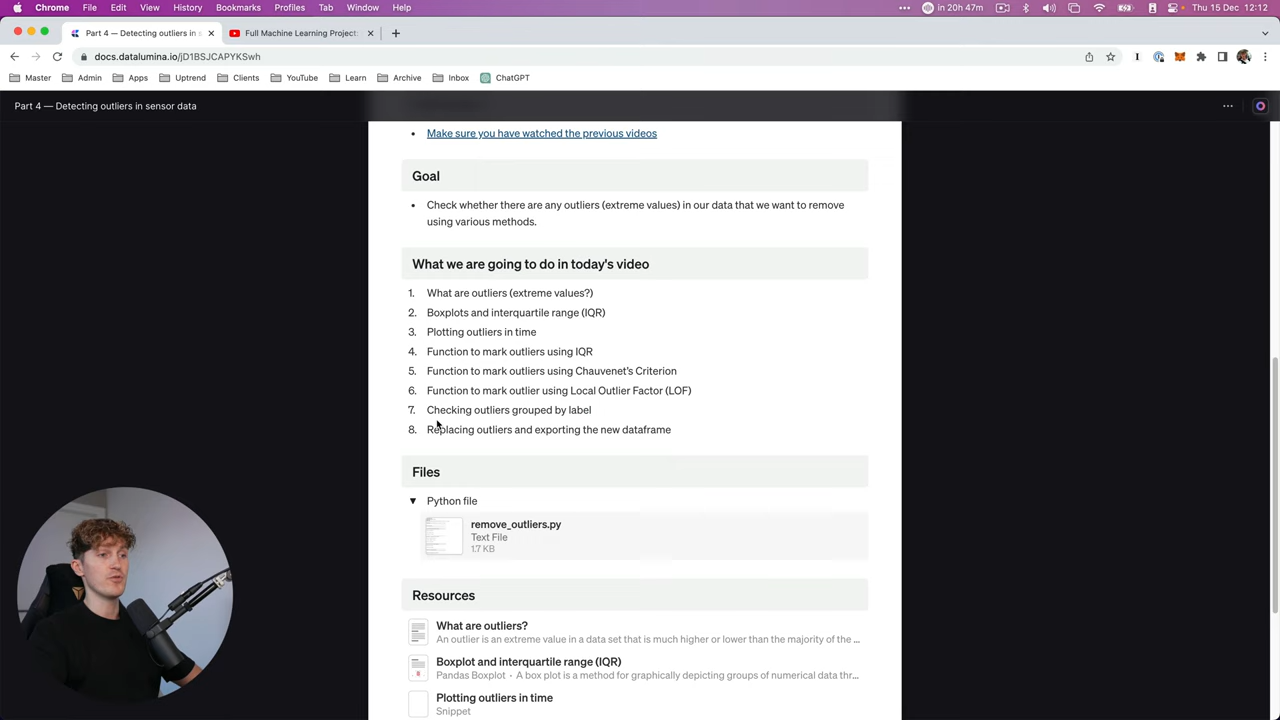 Chrome File Edit View History Bookmarks Profiles Tab Window Help
in 20h 47m
Thu 15 Dec 12:12
Part 4 — Detecting outliers in s
Full Machine Learning Project:
docs.datalumina.io/jD1BSJCAPYKSwh
Master Admin Apps Uptrend Clients YouTube Learn Archive Inbox ChatGPT
Part 4 — Detecting outliers in sensor data
Make sure you have watched the previous videos
Goal
Check whether there are any outliers (extreme values) in our data that we want to remove
using various methods.
What we are going to do in today's video
1. What are outliers (extreme values?)
2. Boxplots and interquartile range (IQR)
3. Plotting outliers in time
4. Function to mark outliers using IQR
5. Function to mark outliers using Chauvenet's Criterion
6. Function to mark outlier using Local Outlier Factor (LOF)
7. Checking outliers grouped by label
8. Replacing outliers and exporting the new dataframe
Files
Python file
remove_outliers.py
Text File
1.7 KB
Resources
What are outliers?
An outlier is an extreme value in a data set that is much higher or lower than the majority of the ...
Boxplot and interquartile range (IQR)
Pandas Boxplot • A box plot is a method for graphically depicting groups of numerical data thr...
Plotting outliers in time
Snippet